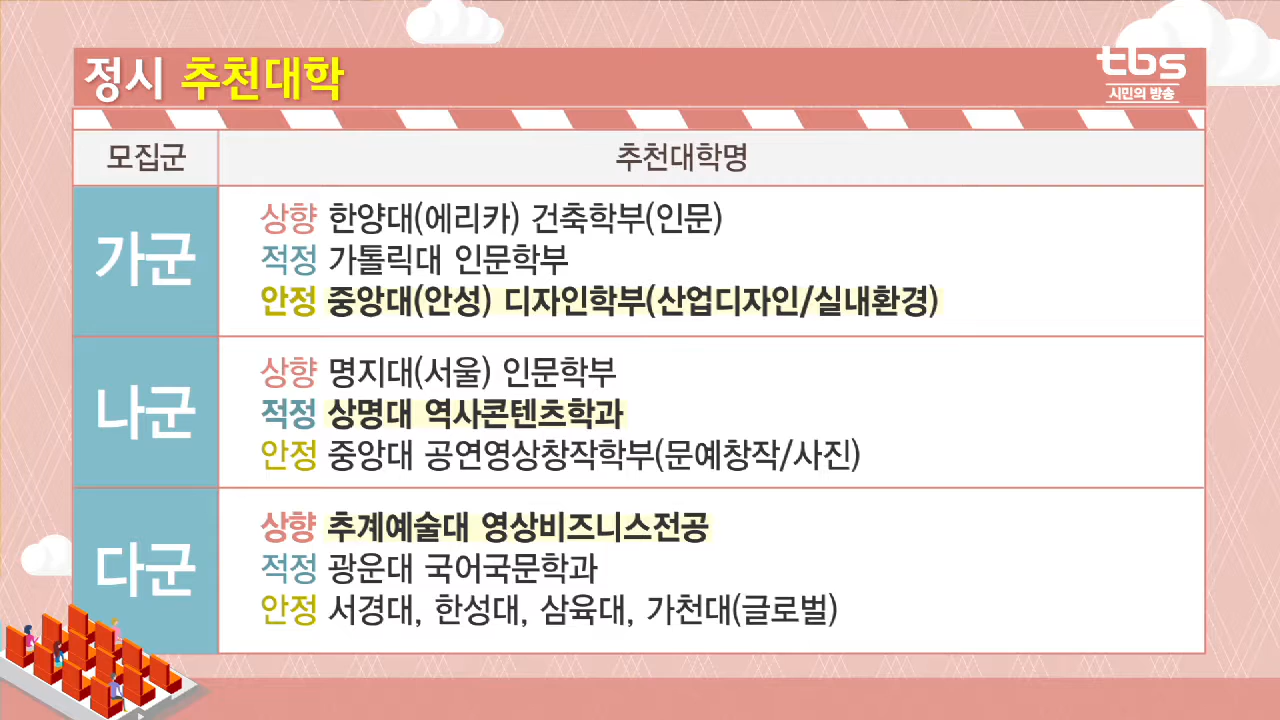 정시 추천대학
tbs
시민의 방송
모집군 추천대학명
가군
상향 한양대(에리카) 건축학부(인문)
적정 가톨릭대 인문학부
안정 중앙대(안성) 디자인학부(산업디자인/실내환경)
나군
상향 명지대(서울) 인문학부
적정 상명대 역사콘텐츠학과
안정 중앙대 공연영상창작학부(문예창작/사진)
다군
상향 추계예술대 영상비즈니스전공
적정 광운대 국어국문학과
안정 서경대, 한성대, 삼육대, 가천대(글로벌)